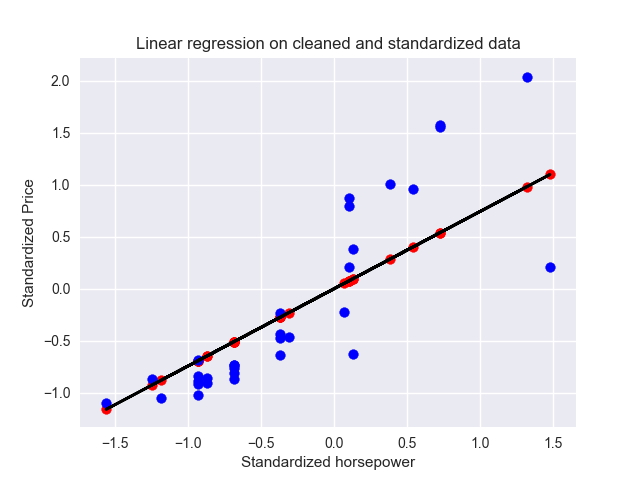 Linear regression on cleaned and standardized data
2.0
1.5
1.0
0.5
0.0
−0.5
−1.0
Standardized Price
−1.5 −1.0 −0.5 0.0 0.5 1.0 1.5
Standardized horsepower